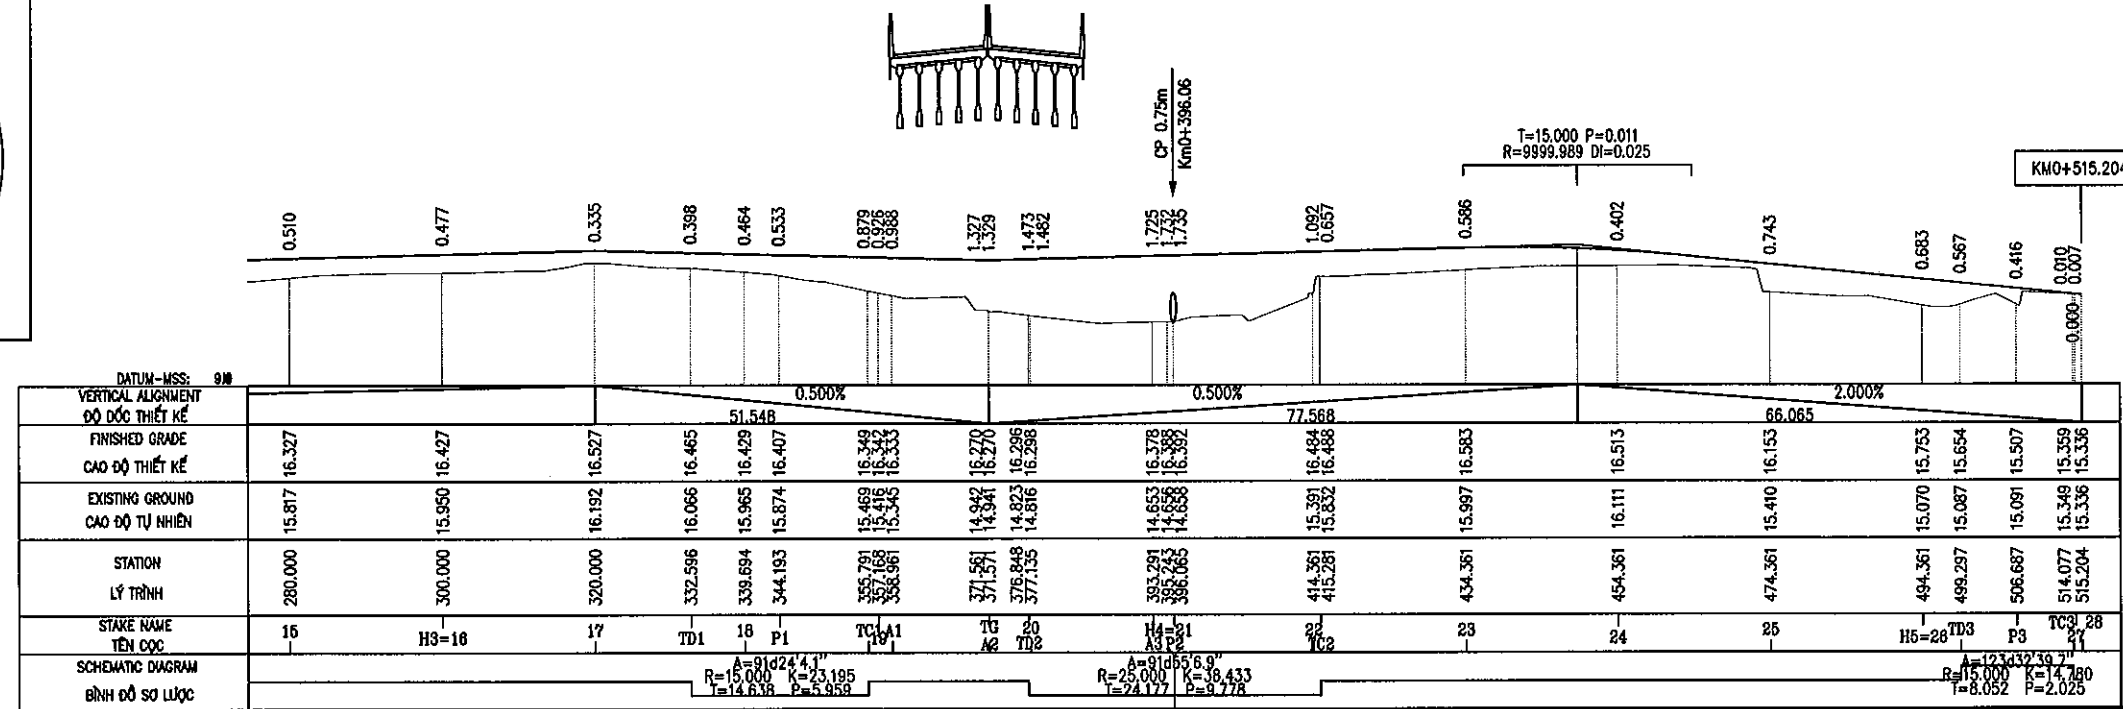 CP 0.75m
Km0+396.06
T=15.000 P=0.011
R=9999.989 DI=0.025
KM0+515.204
0.510 0.477 0.335 0.398 0.464 0.533 0.879 0.926 0.988 1.327 1.329 1.473 1.482 1.725 1.732 1.735 1.092 0.657 0.586 0.402 0.743 0.683 0.567 0.416 0.010 0.007 0.000
DATUM-MSS:
VERTICAL ALIGNMENT
ĐỘ DỐC THIẾT KẾ
0.500% 0.500% 2.000%
51.548 77.568 66.065
FINISHED GRADE
CAO ĐỘ THIẾT KẾ
16.327 16.427 16.527 16.465 16.429 16.407 16.349 16.342 16.333 16.270 16.270 16.296 16.298 16.378 16.388 16.392 16.484 16.488 16.583 16.513 16.153 15.753 15.654 15.507 15.359 15.336
EXISTING GROUND
CAO ĐỘ TỰ NHIÊN
15.817 15.950 16.192 16.066 15.965 15.874 15.469 15.416 15.345 14.942 14.941 14.823 14.816 14.653 14.656 14.658 15.391 15.832 15.997 16.111 15.410 15.070 15.087 15.091 15.349 15.336
STATION
LÝ TRÌNH
280.000 300.000 320.000 332.596 339.694 344.193 355.791 357.168 358.961 371.561 371.571 376.848 377.135 393.291 395.243 396.065 414.361 415.281 434.361 454.361 474.361 494.361 499.297 506.687 514.077 515.204
STAKE NAME
TÊN CỌC
15 H3=16 17 TD1 18 P1 TC1 19 A1 TG A2 20 TD2 H4=21 A3 P2 22 TC2 23 24 25 H5=26 TD3 P3 TC3 28 27
SCHEMATIC DIAGRAM
BÌNH ĐỒ SƠ LƯỢC
A=91d24'4.1"
R=15.000 K=23.195
T=14.638 P=5.959
A=91d55'6.9"
R=25.000 K=38.433
T=24.177 P=9.778
A=123d32'39.7"
R=15.000 K=14.780
T=8.052 P=2.025